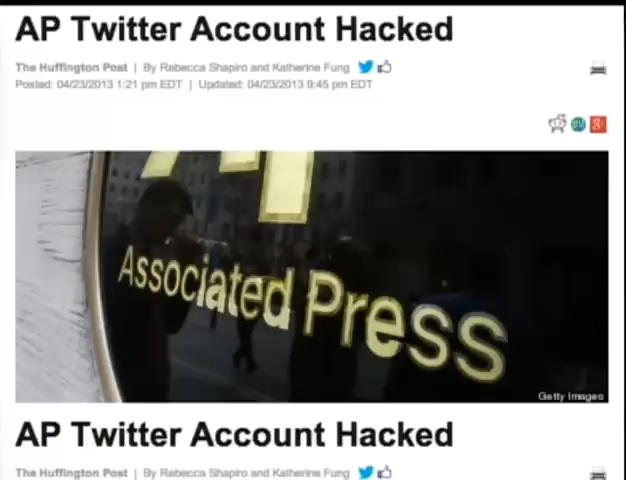 AP Twitter Account Hacked
The Huffington Post | By Rebecca Shapiro and Katherine Fung
Posted: 04/23/2013 1:21 pm EDT | Updated: 04/23/2013 9:45 pm EDT
Associated Press
Getty Images
AP Twitter Account Hacked
The Huffington Post | By Rebecca Shapiro and Katherine Fung